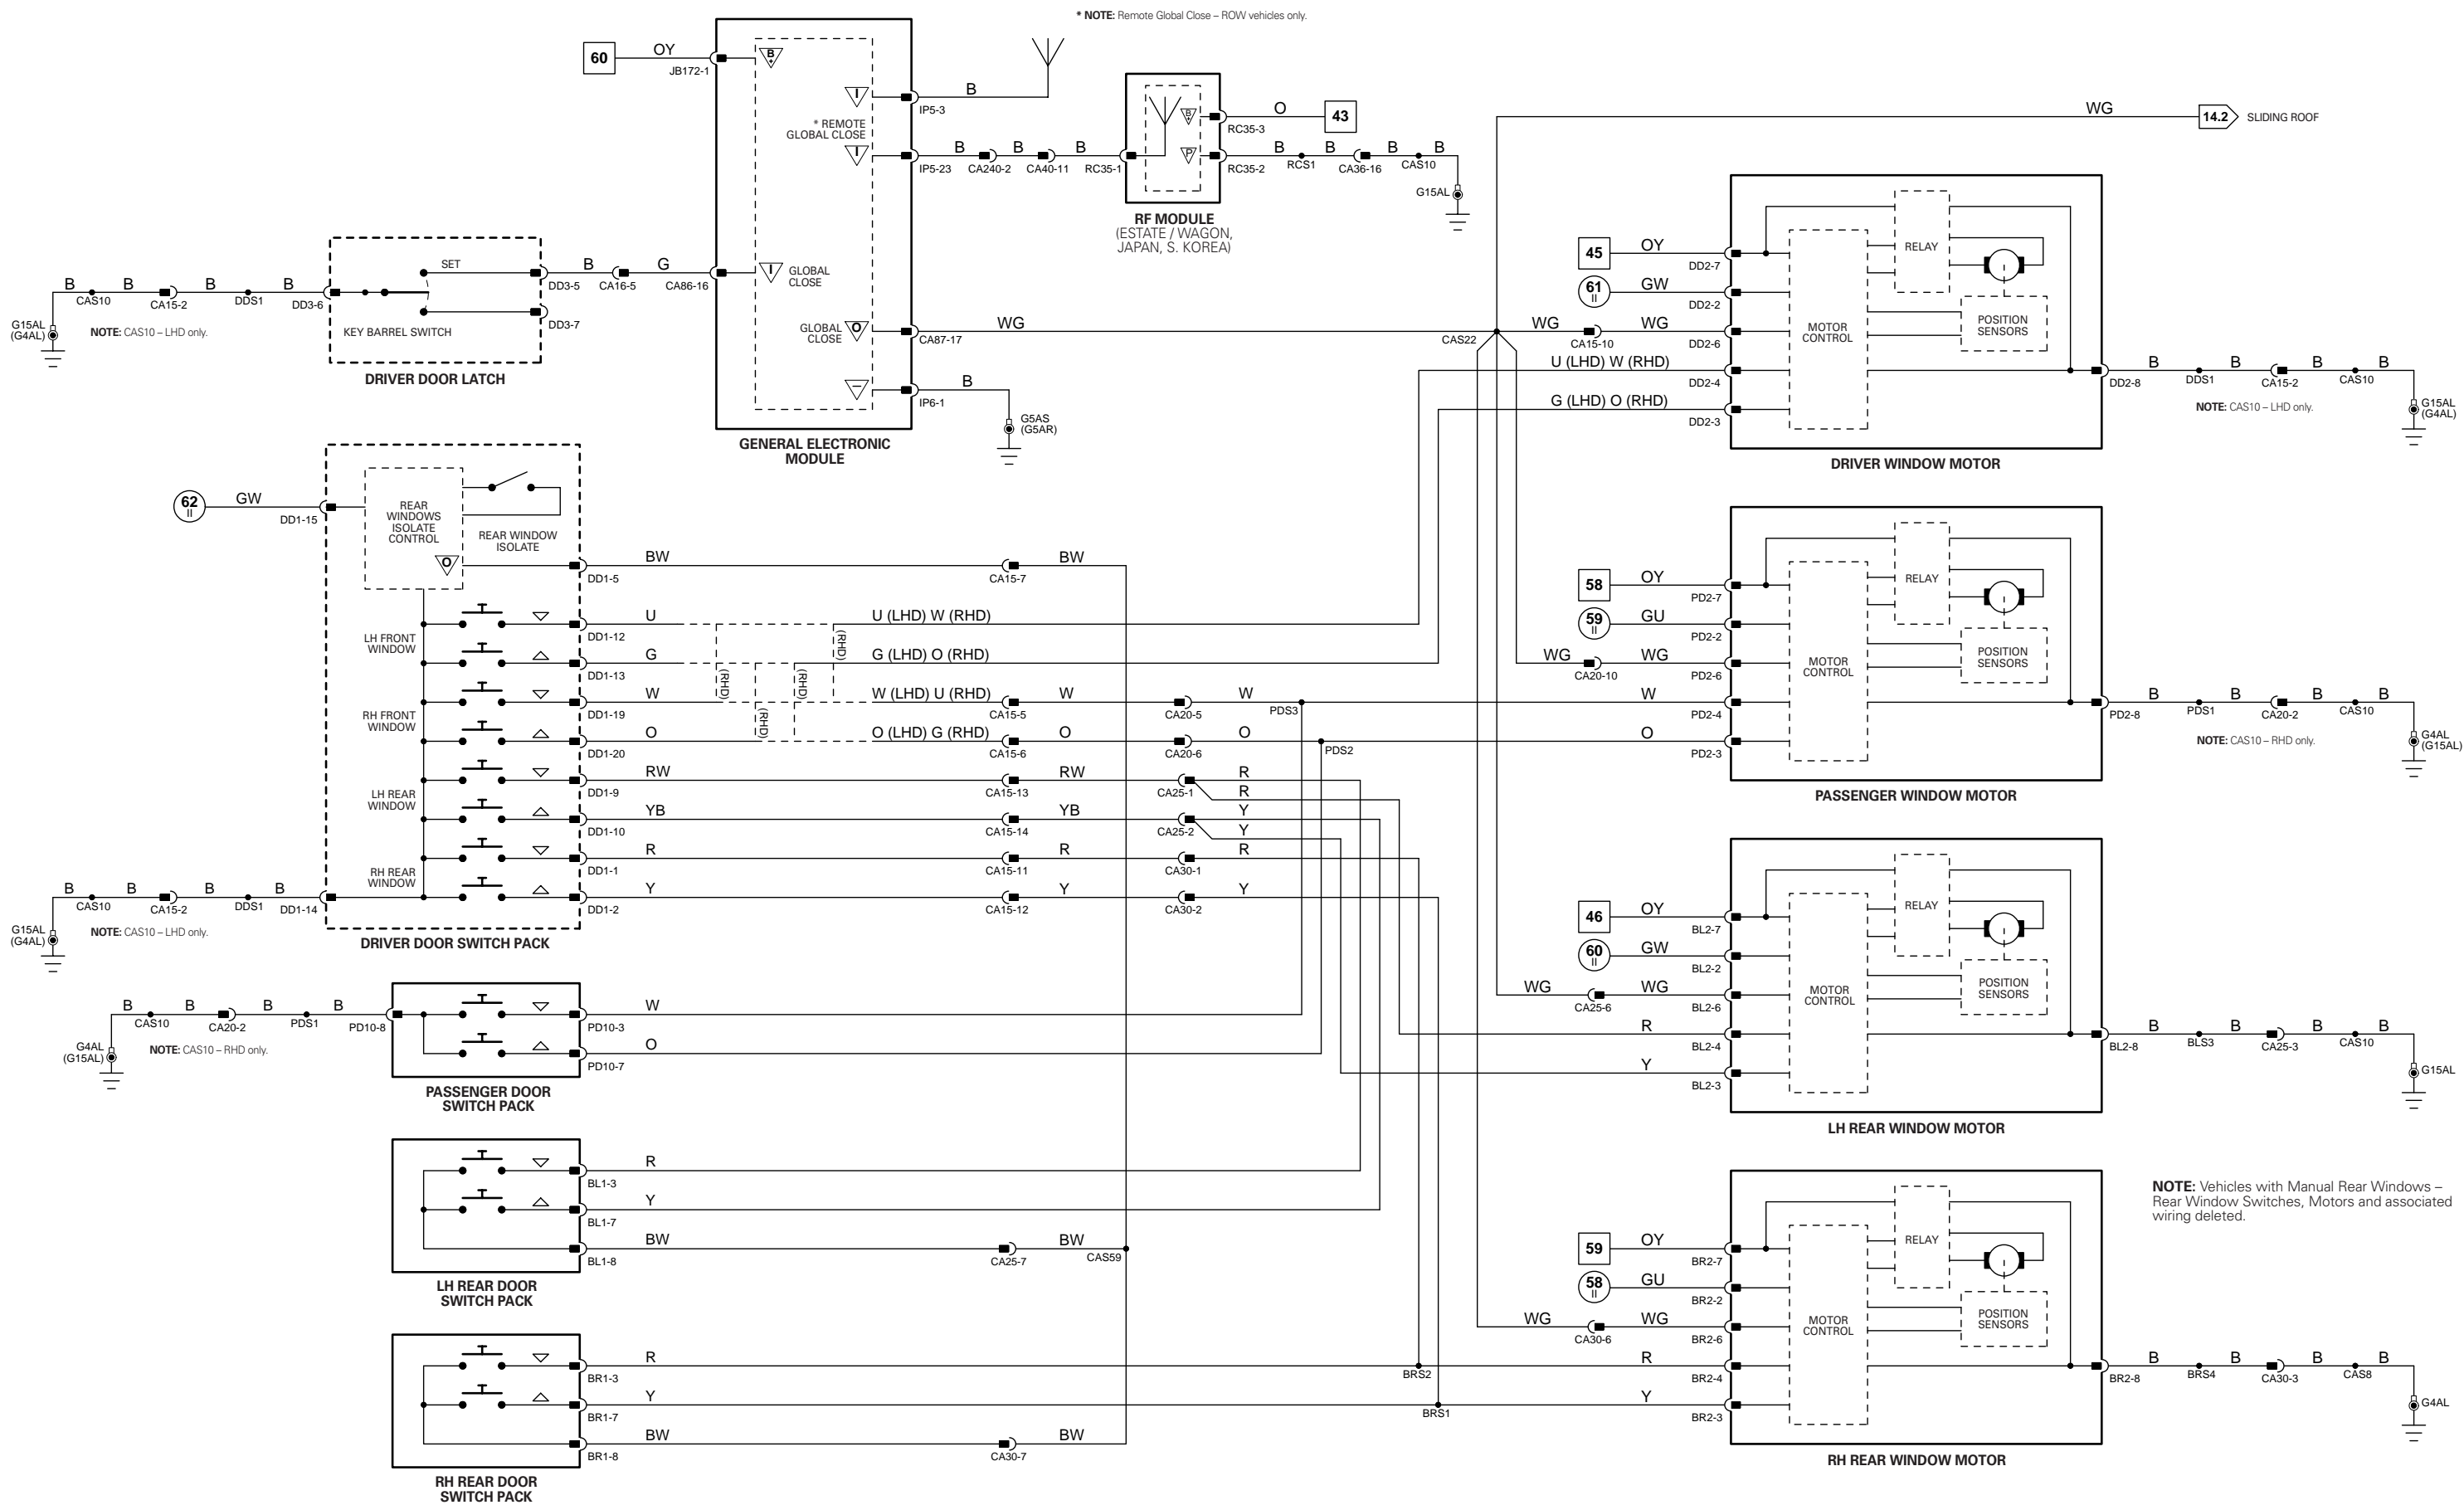 * NOTE: Remote Global Close – ROW vehicles only.
60
OY
JB172-1
B
+
I
B
IP5-3
* REMOTE
GLOBAL CLOSE
I
IP5-23
B
CA240-2
B
CA40-11
B
RC35-1
B+
RC35-3
O
43
P
RC35-2
B
RCS1
B
CA36-16
B
CAS10
B
G15AL
RF MODULE
(ESTATE / WAGON,
JAPAN, S. KOREA)
WG
14.2
SLIDING ROOF
B
CAS10
B
CA15-2
B
DDS1
B
DD3-6
SET
DD3-5
B
CA16-5
G
CA86-16
I
GLOBAL
CLOSE
DD3-7
G15AL
(G4AL)
NOTE: CAS10 – LHD only.
KEY BARREL SWITCH
DRIVER DOOR LATCH
GLOBAL
CLOSE
O
CA87-17
WG
CAS22
WG
CA15-10
WG
DD2-6
–
IP6-1
B
G5AS
(G5AR)
GENERAL ELECTRONIC
MODULE
45
OY
DD2-7
61
II
GW
DD2-2
U (LHD) W (RHD)
DD2-4
G (LHD) O (RHD)
DD2-3
RELAY
MOTOR
CONTROL
POSITION
SENSORS
DD2-8
B
DDS1
B
CA15-2
B
CAS10
B
NOTE: CAS10 – LHD only.
G15AL
(G4AL)
DRIVER WINDOW MOTOR
62
II
GW
DD1-15
REAR
WINDOWS
ISOLATE
CONTROL
O
REAR WINDOW
ISOLATE
DD1-5
BW
CA15-7
BW
LH FRONT
WINDOW
DD1-12
U
U (LHD) W (RHD)
DD1-13
G
G (LHD) O (RHD)
(RHD)
(RHD)
(RHD)
(RHD)
RH FRONT
WINDOW
DD1-19
W
W (LHD) U (RHD)
CA15-5
W
CA20-5
W
PDS3
DD1-20
O
O (LHD) G (RHD)
CA15-6
O
CA20-6
O
PDS2
LH REAR
WINDOW
DD1-9
RW
CA15-13
RW
CA25-1
R
R
DD1-10
YB
CA15-14
YB
CA25-2
Y
Y
RH REAR
WINDOW
DD1-1
R
CA15-11
R
CA30-1
R
DD1-2
Y
CA15-12
Y
CA30-2
Y
B
CAS10
B
CA15-2
B
DDS1
B
DD1-14
G15AL
(G4AL)
NOTE: CAS10 – LHD only.
DRIVER DOOR SWITCH PACK
58
OY
PD2-7
59
II
GU
PD2-2
WG
CA20-10
WG
PD2-6
W
PD2-4
O
PD2-3
RELAY
MOTOR
CONTROL
POSITION
SENSORS
PD2-8
B
PDS1
B
CA20-2
B
CAS10
B
NOTE: CAS10 – RHD only.
G4AL
(G15AL)
PASSENGER WINDOW MOTOR
B
CAS10
B
CA20-2
B
PDS1
B
PD10-8
G4AL
(G15AL)
NOTE: CAS10 – RHD only.
PD10-3
W
PD10-7
O
PASSENGER DOOR
SWITCH PACK
46
OY
BL2-7
60
II
GW
BL2-2
WG
CA25-6
WG
BL2-6
R
BL2-4
Y
BL2-3
RELAY
MOTOR
CONTROL
POSITION
SENSORS
BL2-8
B
BLS3
B
CA25-3
B
CAS10
B
G15AL
LH REAR WINDOW MOTOR
BL1-3
R
BL1-7
Y
BL1-8
BW
CA25-7
BW
CAS59
LH REAR DOOR
SWITCH PACK
NOTE: Vehicles with Manual Rear Windows –
Rear Window Switches, Motors and associated
wiring deleted.
59
OY
BR2-7
58
II
GU
BR2-2
WG
CA30-6
WG
BR2-6
R
BR2-4
Y
BR2-3
RELAY
MOTOR
CONTROL
POSITION
SENSORS
BR2-8
B
BRS4
B
CA30-3
B
CAS8
B
G4AL
RH REAR WINDOW MOTOR
BR1-3
R
BRS2
BR1-7
Y
BRS1
BR1-8
BW
CA30-7
BW
RH REAR DOOR
SWITCH PACK